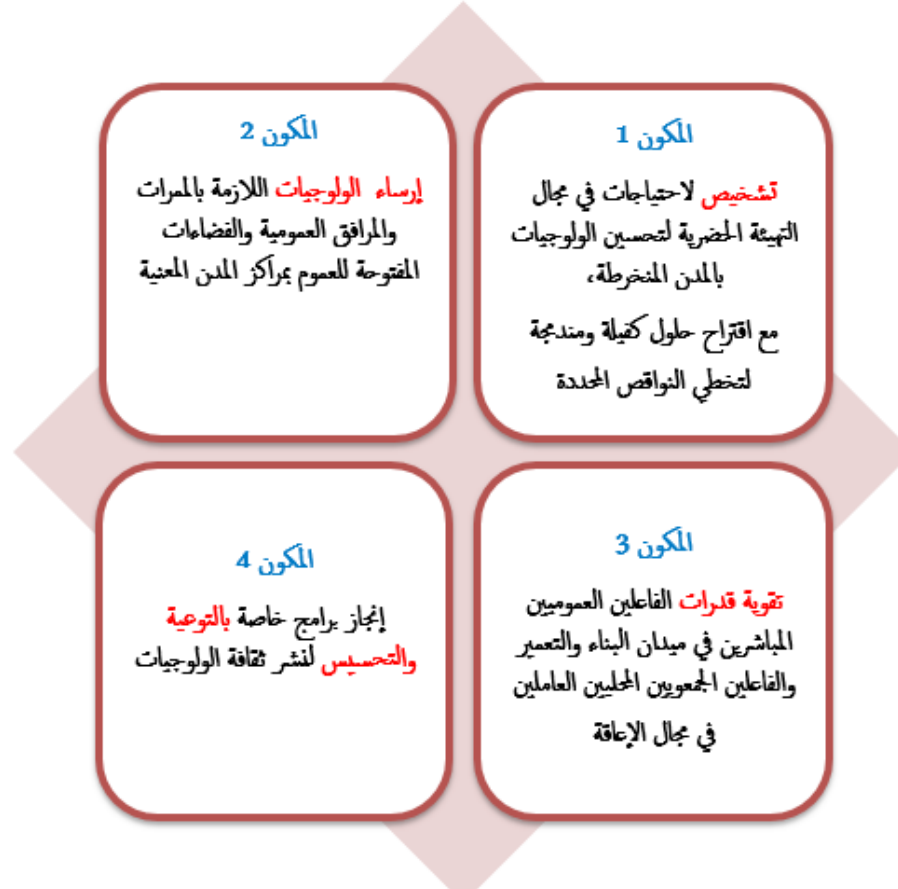 المكون 1
تشخيص لاحتياجات في مجال
التهيئة الحضرية لتحسين الولوجيات
بالمدن المنخرطة،
مع اقتراح حلول كفيلة ومندمجة
لتخطي النواقص المحددة
المكون 2
إرساء الولوجيات اللازمة بالممرات
والمرافق العمومية والفضاءات
المفتوحة للعموم بمراكز المدن المعنية
المكون 3
تقوية قدرات الفاعلين العموميين
المباشرين في ميدان البناء والتعمير
والفاعلين الجمعويين المحليين العاملين
في مجال الإعاقة
المكون 4
إنجاز برامج خاصة بالتوعية
والتحسيس لنشر ثقافة الولوجيات